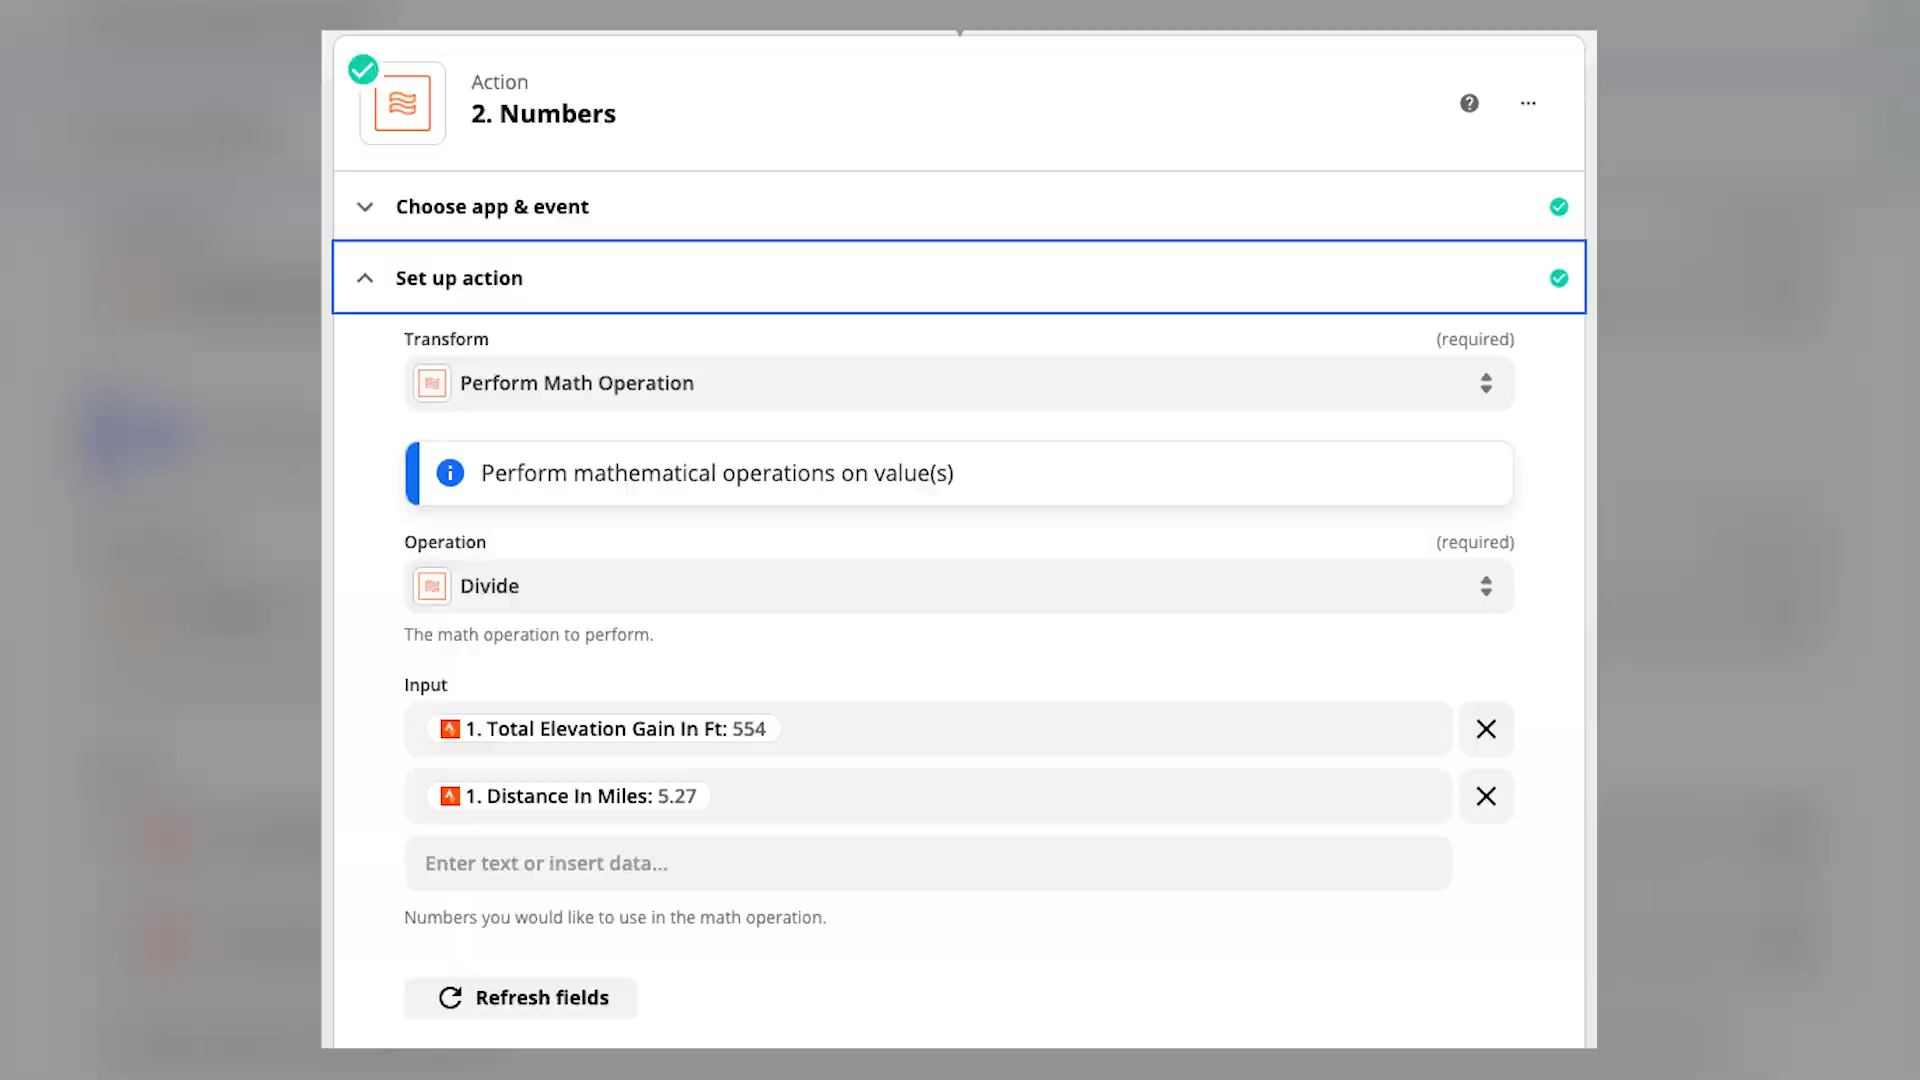 Action
2. Numbers
Choose app & event
Set up action
Transform (required)
Perform Math Operation
Perform mathematical operations on value(s)
Operation (required)
Divide
The math operation to perform.
Input
1. Total Elevation Gain In Ft: 554
1. Distance In Miles: 5.27
Enter text or insert data...
Numbers you would like to use in the math operation.
Refresh fields